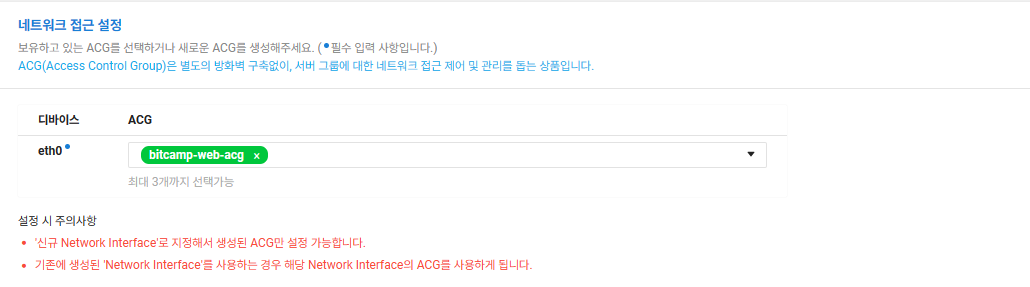 네트워크 접근 설정
보유하고 있는 ACG를 선택하거나 새로운 ACG를 생성해주세요. ( •필수 입력 사항입니다.)
ACG(Access Control Group)은 별도의 방화벽 구축없이, 서버 그룹에 대한 네트워크 접근 제어 및 관리를 돕는 상품입니다.
디바이스 ACG
eth0 • bitcamp-web-acg x
최대 3개까지 선택가능
설정 시 주의사항
• '신규 Network Interface'로 지정해서 생성된 ACG만 설정 가능합니다.
• 기존에 생성된 'Network Interface'를 사용하는 경우 해당 Network Interface의 ACG를 사용하게 됩니다.